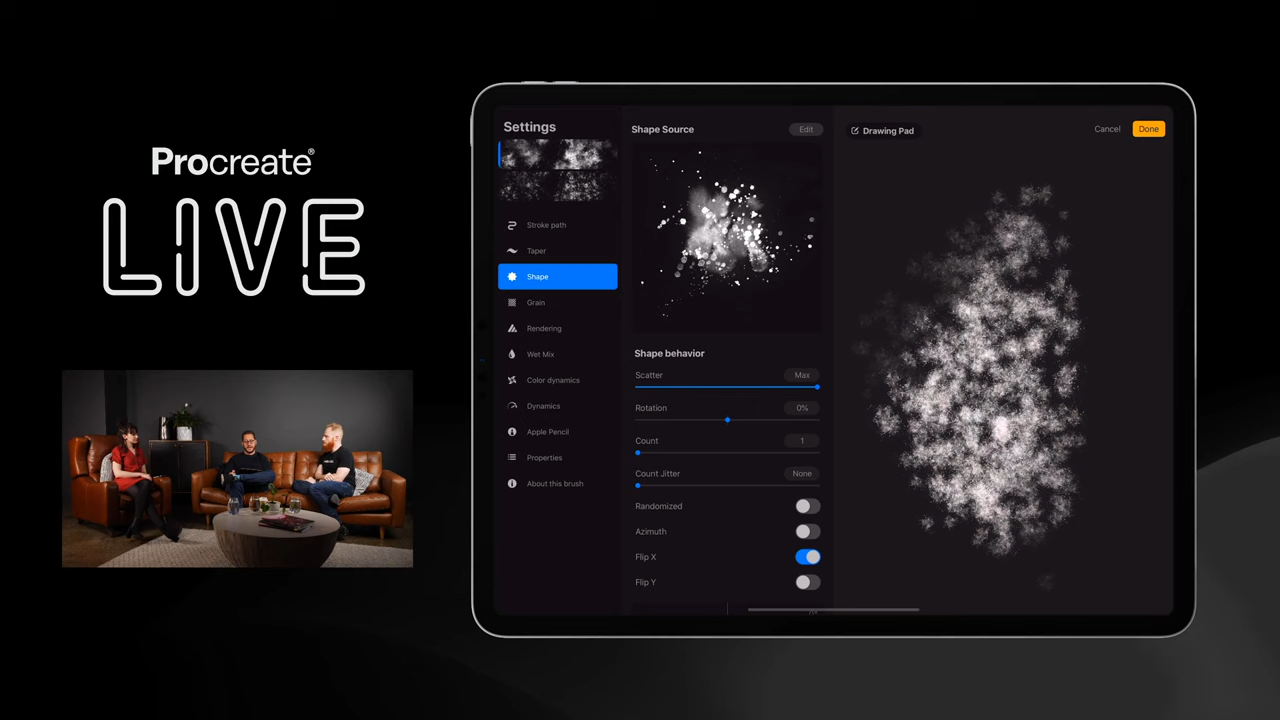 Procreate®
LIVE
Settings
Stroke path
Taper
Shape
Grain
Rendering
Wet Mix
Color dynamics
Dynamics
Apple Pencil
Properties
About this brush
Shape Source
Edit
Shape behavior
Scatter
Max
Rotation
0%
Count
1
Count Jitter
None
Randomized
Azimuth
Flip X
Flip Y
Drawing Pad
Cancel
Done